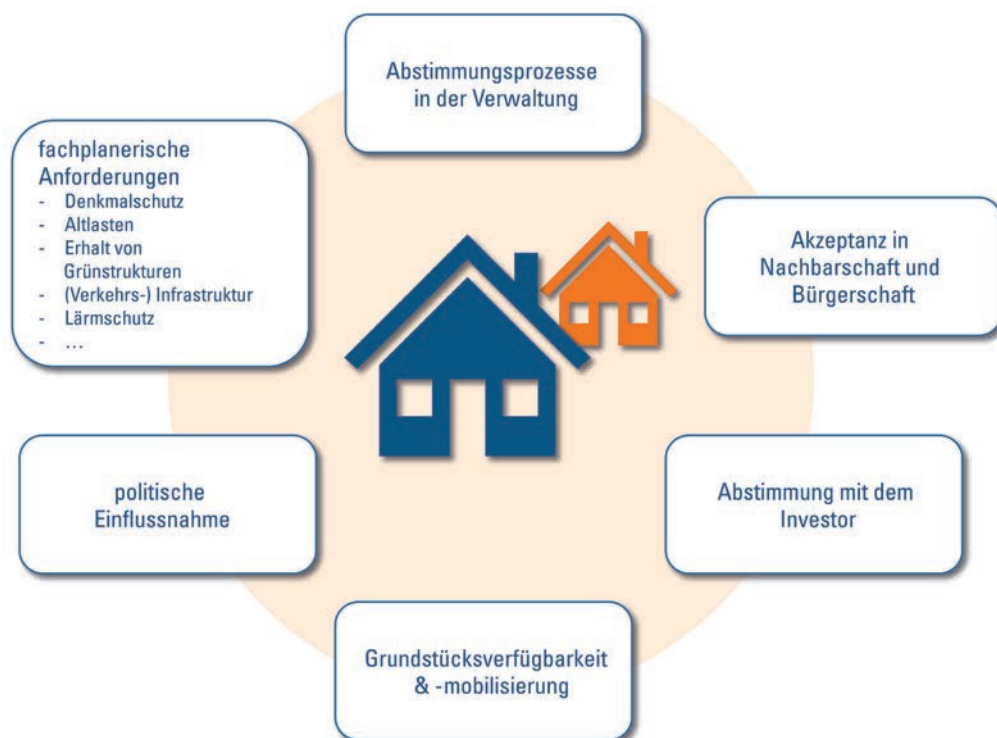 Abstimmungsprozesse
in der Verwaltung
fachplanerische
Anforderungen
- Denkmalschutz
- Altlasten
- Erhalt von
Grünstrukturen
- (Verkehrs-) Infrastruktur
- Lärmschutz
- ...
Akzeptanz in
Nachbarschaft und
Bürgerschaft
politische
Einflussnahme
Abstimmung mit dem
Investor
Grundstücksverfügbarkeit
& -mobilisierung